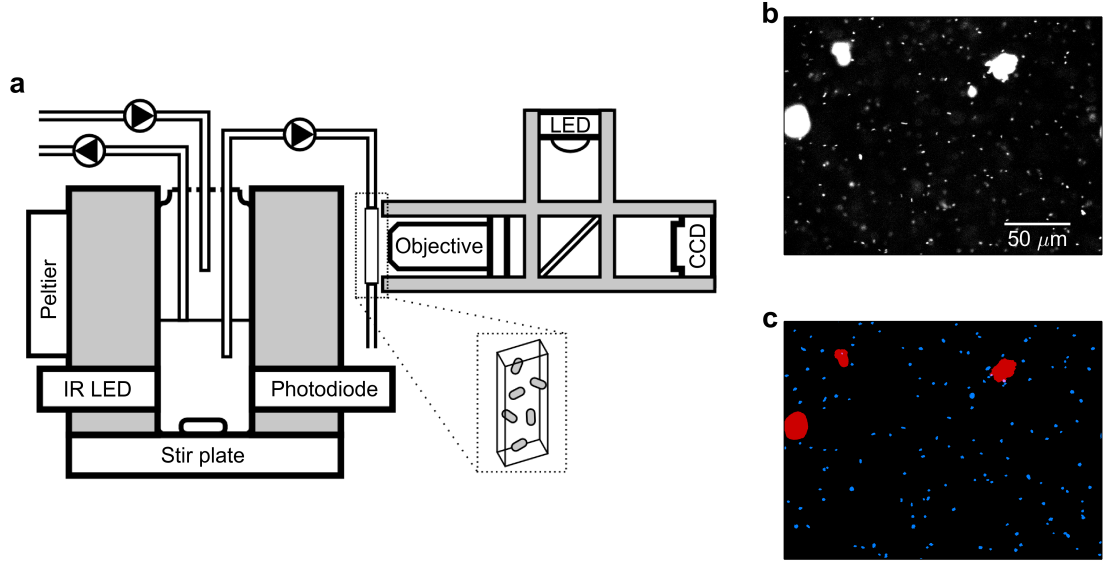 a
Peltier
IR LED
Photodiode
Stir plate
Objective
LED
CCD
b
50 μm
c